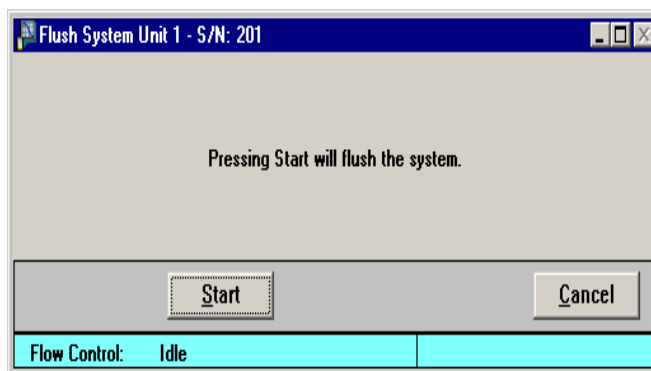 Flush System Unit 1 - S/N: 201
Pressing Start will flush the system.
Start
Cancel
Flow Control: Idle